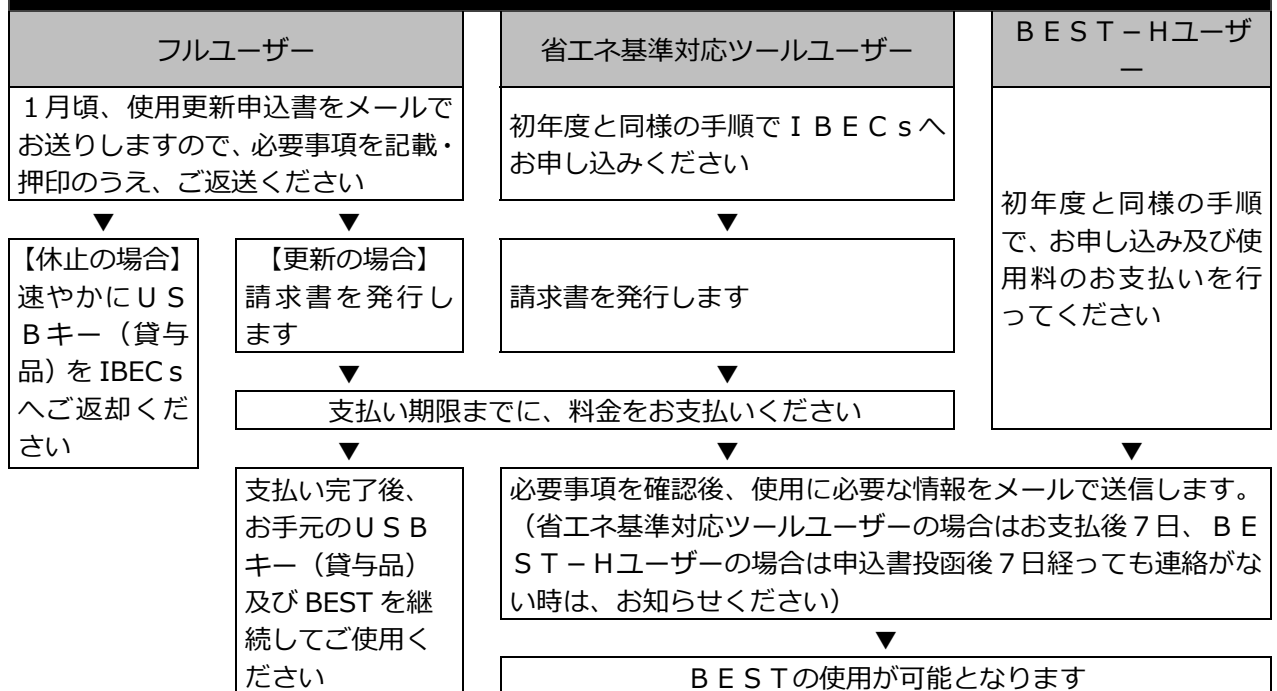 フルユーザー
省エネ基準対応ツールユーザー
ＢＥＳＴ－Ｈユーザ
ー
１月頃、使用更新申込書をメールで
お送りしますので、必要事項を記載・
押印のうえ、ご返送ください
初年度と同様の手順でＩＢＥＣｓへ
お申し込みください
初年度と同様の手順
で、お申し込み及び使
用料のお支払いを行
ってください
▼
▼
▼
【休止の場合】
速やかにＵＳ
Ｂキー（貸与
品）を IBECｓ
へご返却くだ
さい
【更新の場合】
請求書を発行し
ます
請求書を発行します
▼
▼
支払い期限までに、料金をお支払いください
▼
▼
▼
支払い完了後、
お手元のＵＳＢ
キー（貸与品）
及び BEST を継
続してご使用く
ださい
必要事項を確認後、使用に必要な情報をメールで送信します。
（省エネ基準対応ツールユーザーの場合はお支払後７日、ＢＥ
ＳＴ－Ｈユーザーの場合は申込書投函後７日経っても連絡がな
い時は、お知らせください）
▼
ＢＥＳＴの使用が可能となります